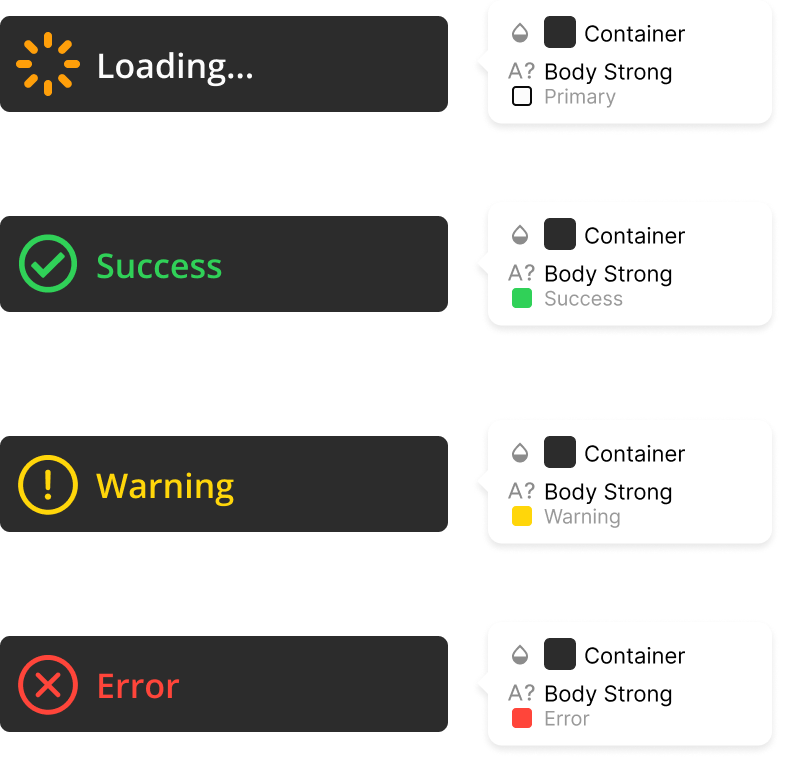 Loading...
Container
A? Body Strong
Primary
Success
Container
A? Body Strong
Success
Warning
Container
A? Body Strong
Warning
Error
Container
A? Body Strong
Error